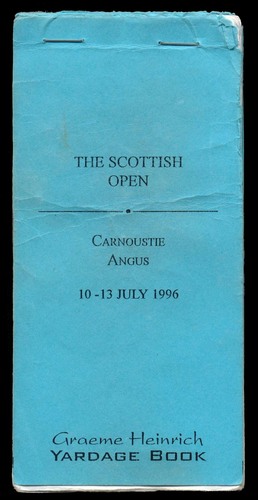 THE SCOTTISH
OPEN
CARNOUSTIE
ANGUS
10 -13 JULY 1996
Graeme Heinrich
YARDAGE BOOK